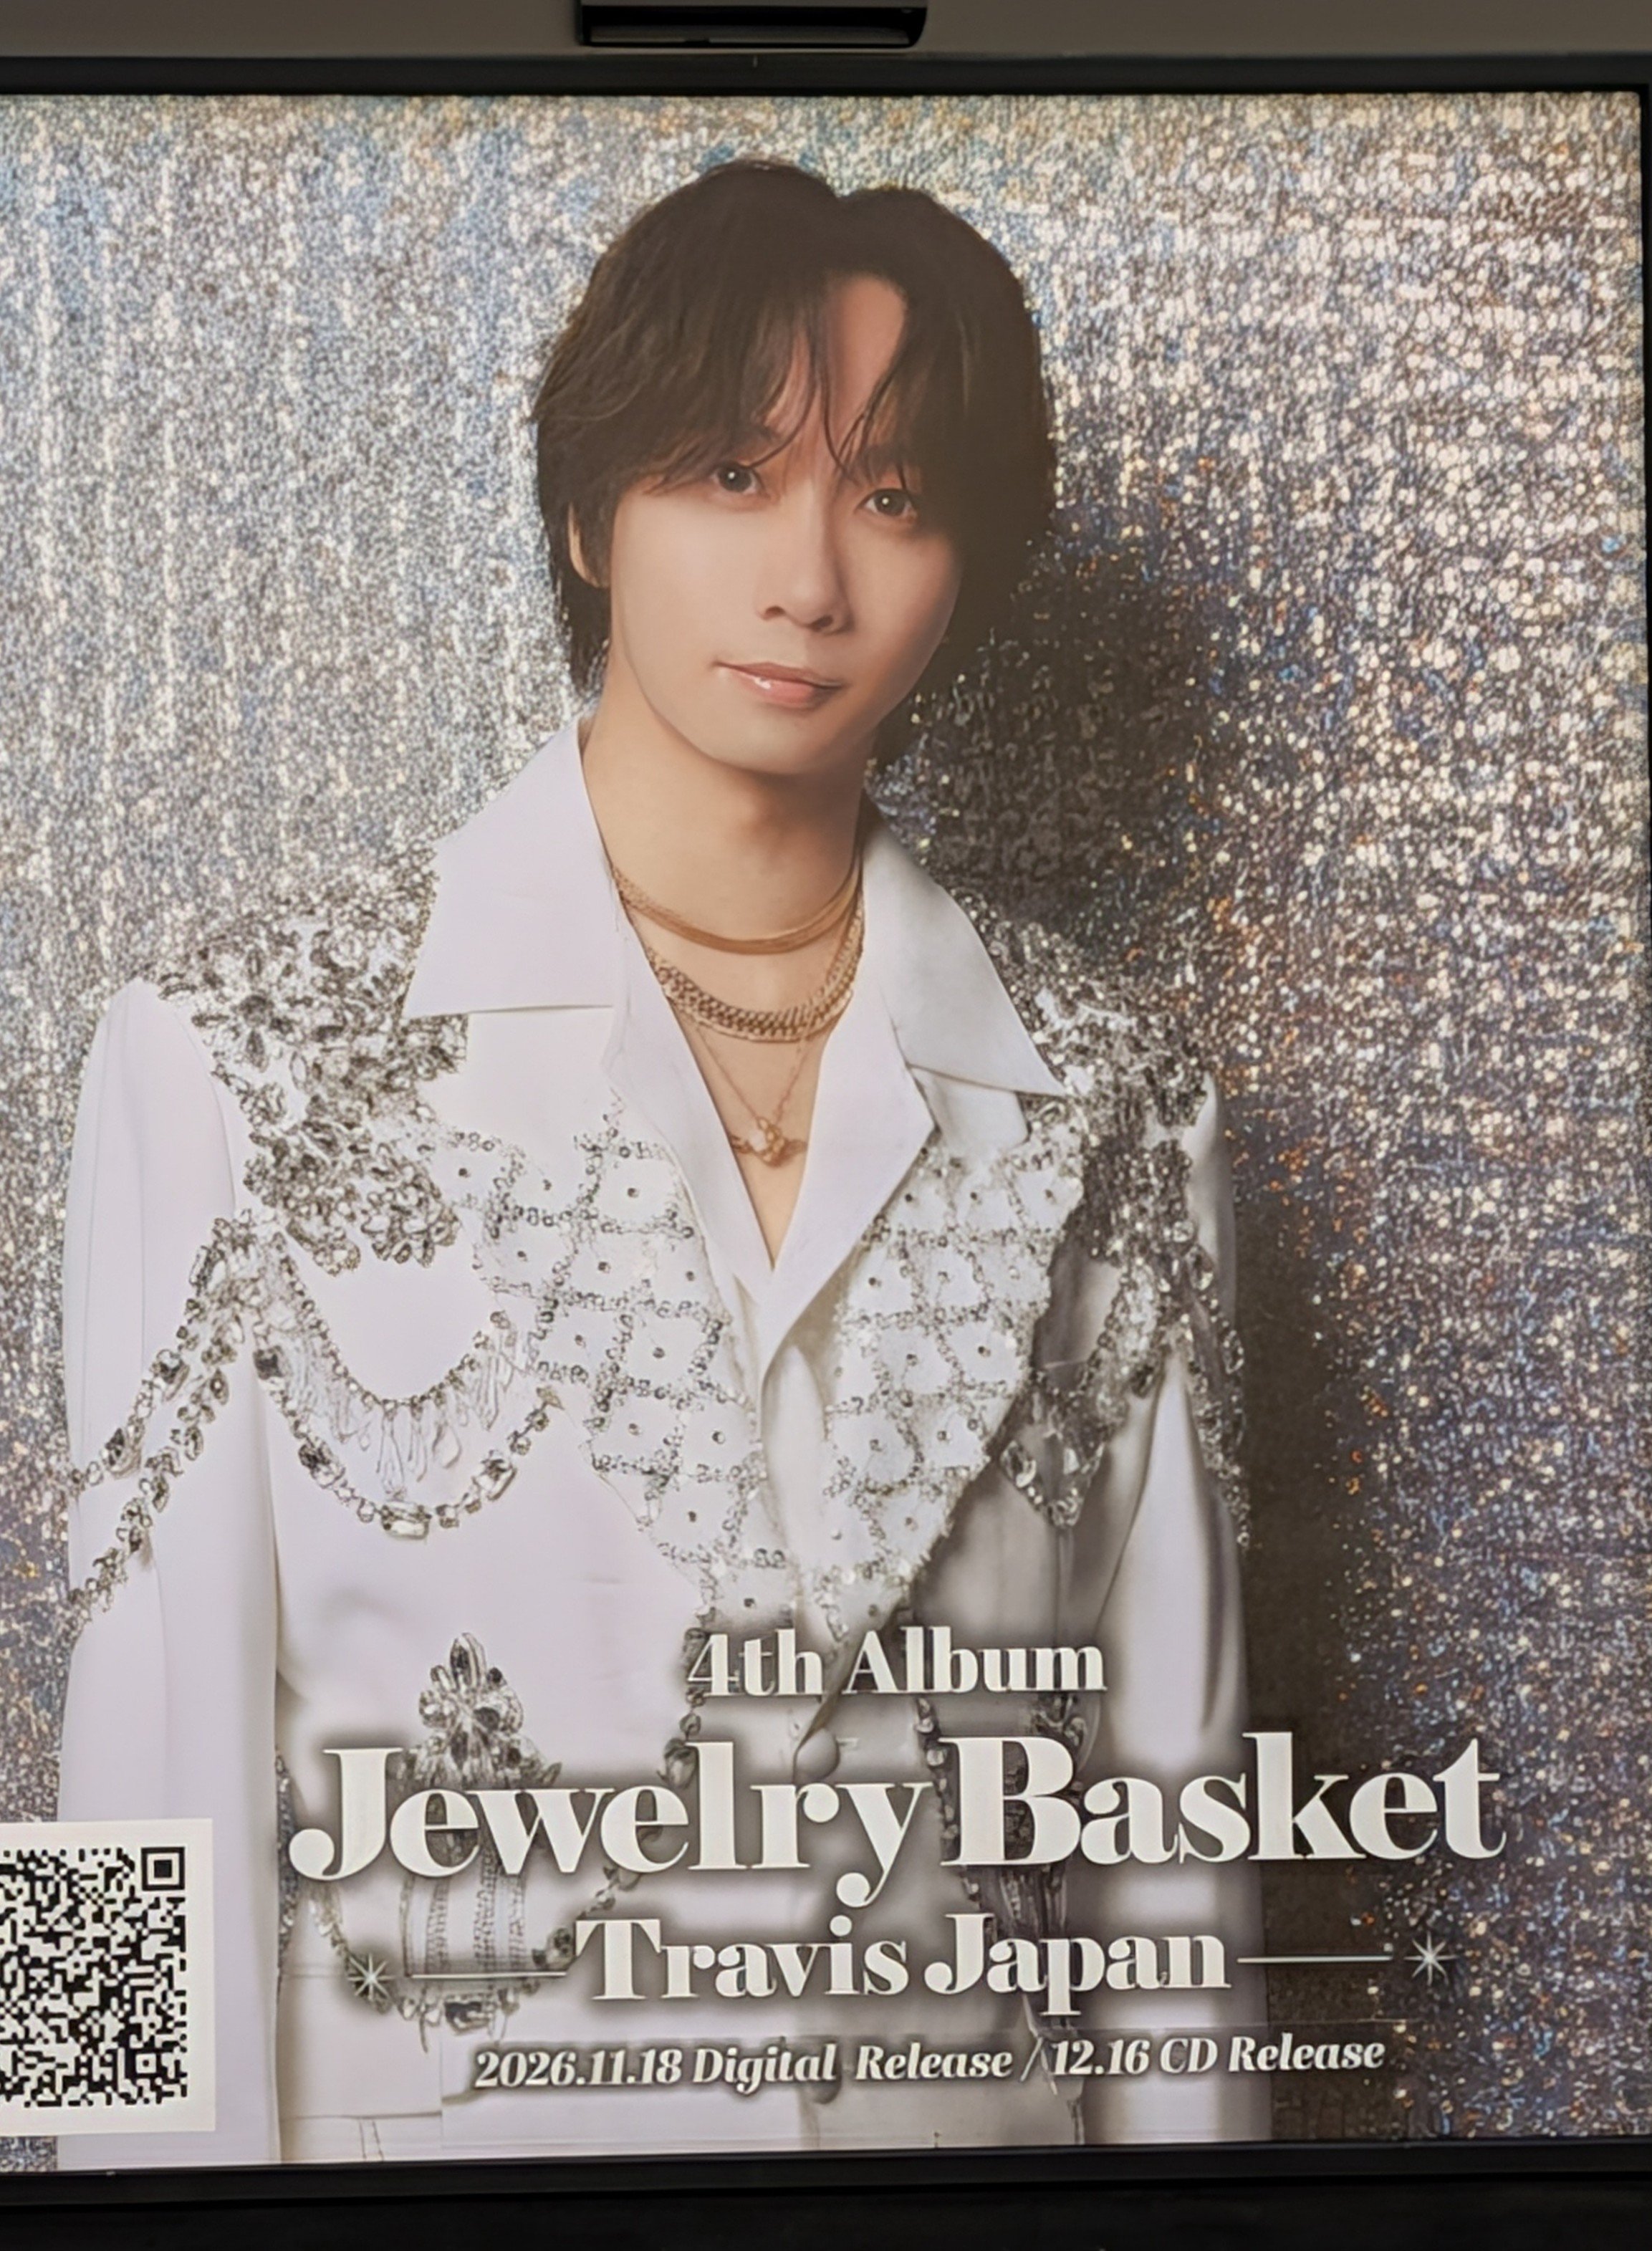 4th Album
Jewelry Basket
Travis Japan
2026.11.18 Digital Release / 12.16 CD Release